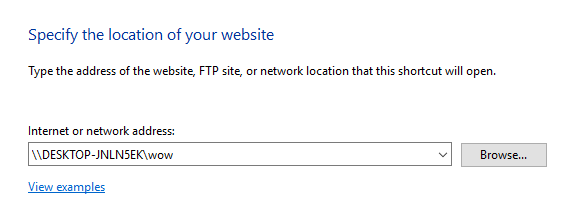 Specify the location of your website
Type the address of the website, FTP site, or network location that this shortcut will open.
Internet or network address:
\\DESKTOP-JNLN5EK\wow
Browse...
View examples